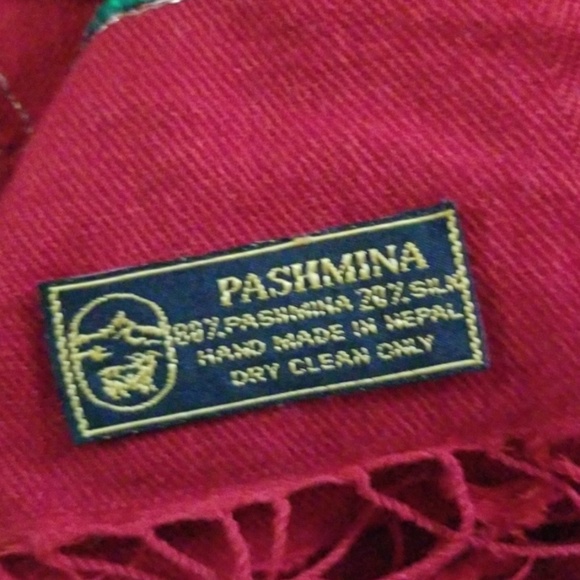 PASHMINA
80%.PASHMINA 20%.SILK
HAND MADE IN NEPAL
DRY CLEAN ONLY